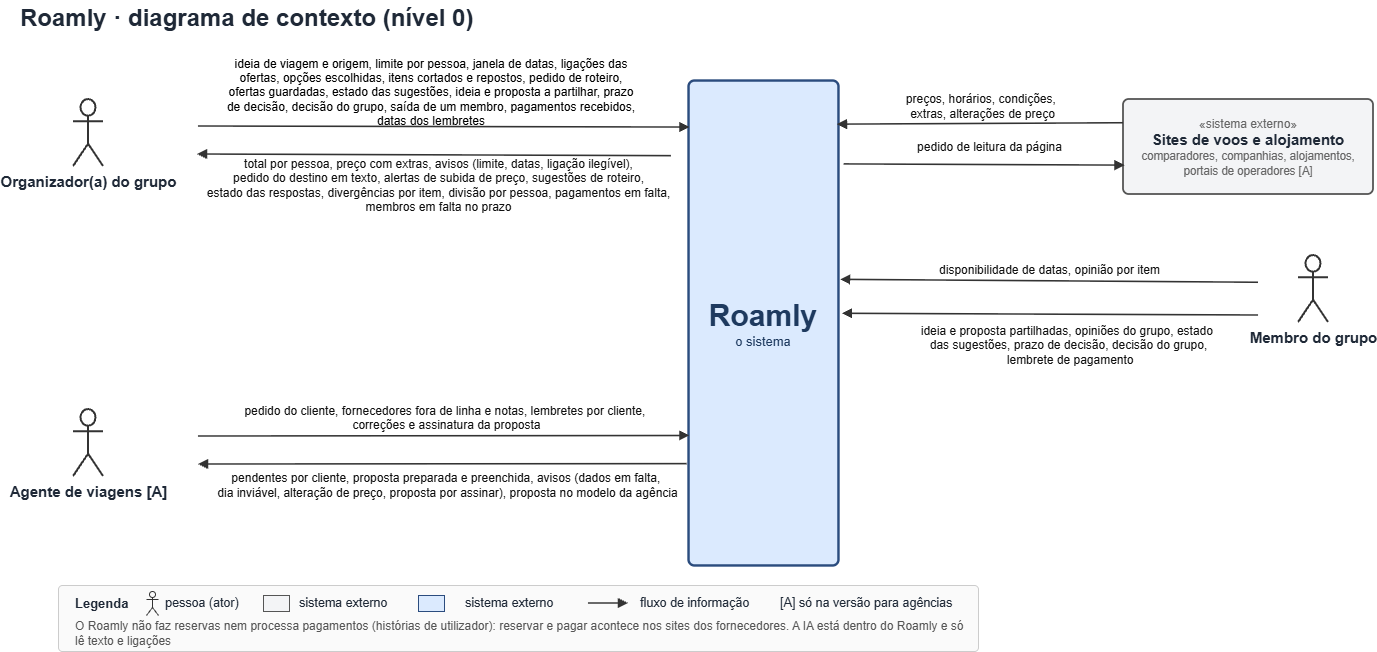 Roamly · diagrama de contexto (nível 0)
ideia de viagem e origem, limite por pessoa, janela de datas, ligações das
ofertas, opções escolhidas, itens cortados e repostos, pedido de roteiro,
ofertas guardadas, estado das sugestões, ideia e proposta a partilhar, prazo
de decisão, decisão do grupo, saída de um membro, pagamentos recebidos,
datas dos lembretes
total por pessoa, preço com extras, avisos (limite, datas, ligação ilegível),
pedido do destino em texto, alertas de subida de preço, sugestões de roteiro,
estado das respostas, divergências por item, divisão por pessoa, pagamentos em falta,
membros em falta no prazo
Organizador(a) do grupo
preços, horários, condições,
extras, alterações de preço
pedido de leitura da página
«sistema externo»
Sites de voos e alojamento
comparadores, companhias, alojamentos,
portais de operadores [A]
disponibilidade de datas, opinião por item
ideia e proposta partilhadas, opiniões do grupo, estado
das sugestões, prazo de decisão, decisão do grupo,
lembrete de pagamento
Membro do grupo
Roamly
o sistema
pedido do cliente, fornecedores fora de linha e notas, lembretes por cliente,
correções e assinatura da proposta
pendentes por cliente, proposta preparada e preenchida, avisos (dados em falta,
dia inviável, alteração de preço, proposta por assinar), proposta no modelo da agência
Agente de viagens [A]
Legenda
pessoa (ator)
sistema externo
sistema externo
fluxo de informação
[A] só na versão para agências
O Roamly não faz reservas nem processa pagamentos (histórias de utilizador): reservar e pagar acontece nos sites dos fornecedores. A IA está dentro do Roamly e só
lê texto e ligações